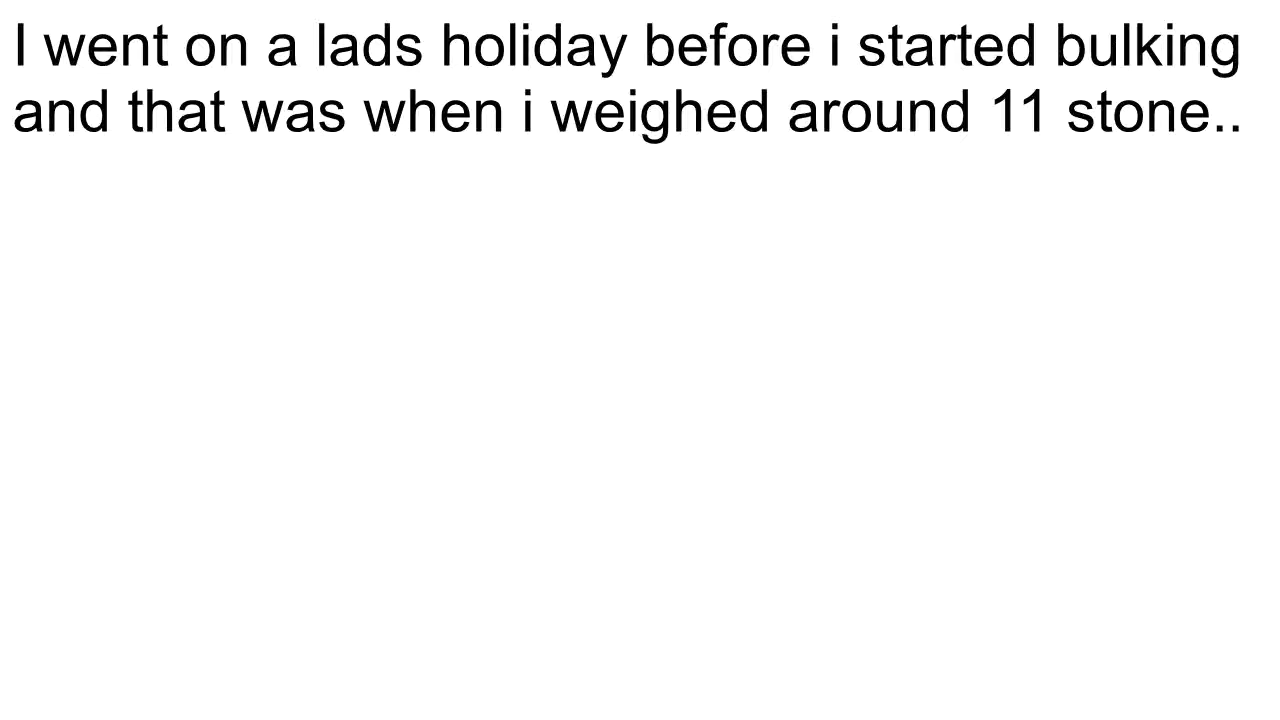 I went on a lads holiday before i started bulking
and that was when i weighed around 11 stone..